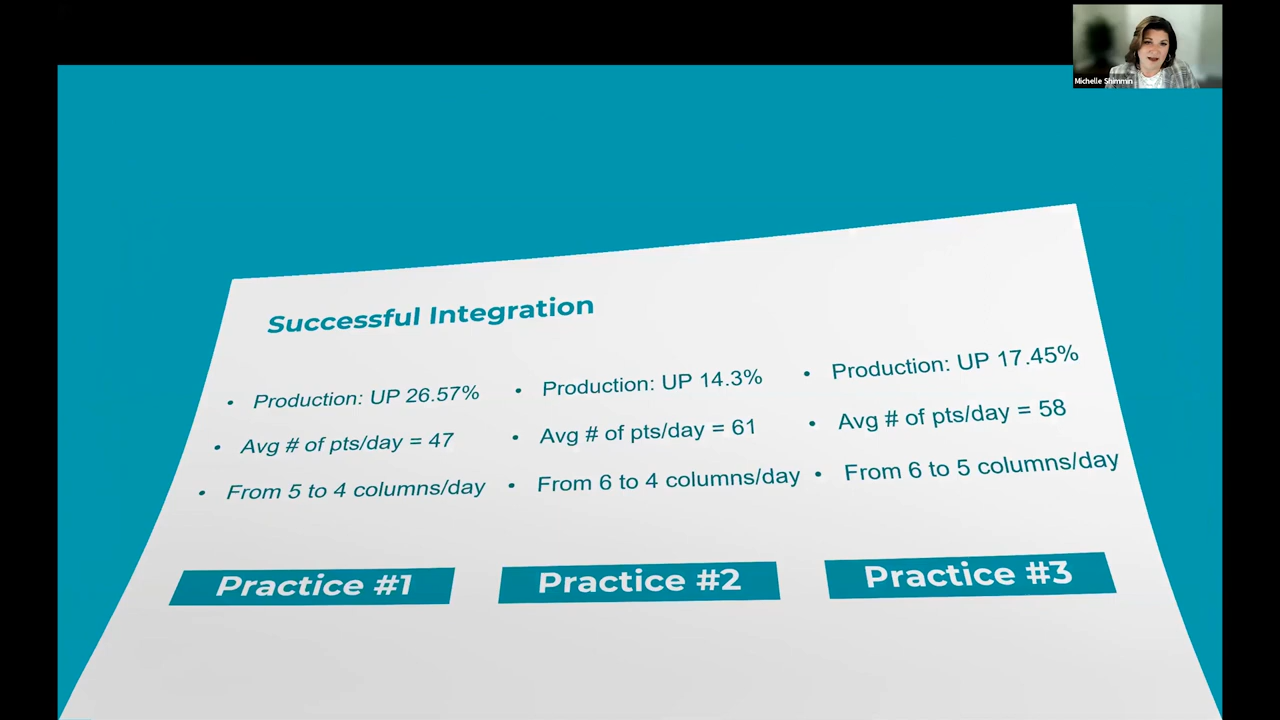 Michelle Shimmin
Successful Integration
• Production: UP 26.57%
• Avg # of pts/day = 47
• From 5 to 4 columns/day
Practice #1
• Production: UP 14.3%
• Avg # of pts/day = 61
• From 6 to 4 columns/day
Practice #2
• Production: UP 17.45%
• Avg # of pts/day = 58
• From 6 to 5 columns/day
Practice #3